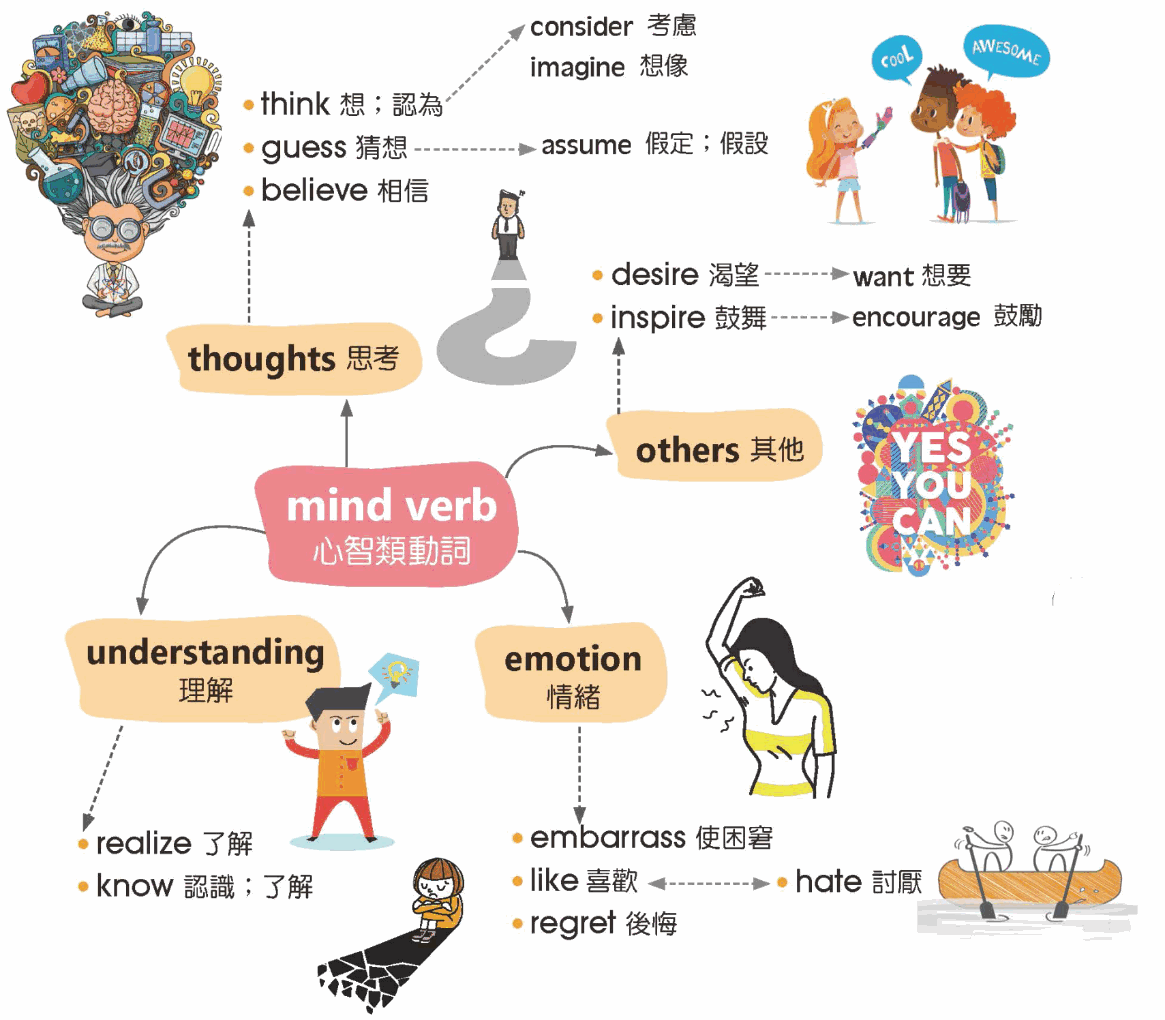 consider 考慮
imagine 想像
think 想；認為
guess 猜想
assume 假定；假設
believe 相信
COOL
AWESOME
desire 渴望
want 想要
inspire 鼓舞
encourage 鼓勵
thoughts 思考
others 其他
YES
YOU
CAN
mind verb
心智類動詞
understanding
理解
emotion
情緒
realize 了解
know 認識；了解
embarrass 使困窘
like 喜歡
hate 討厭
regret 後悔